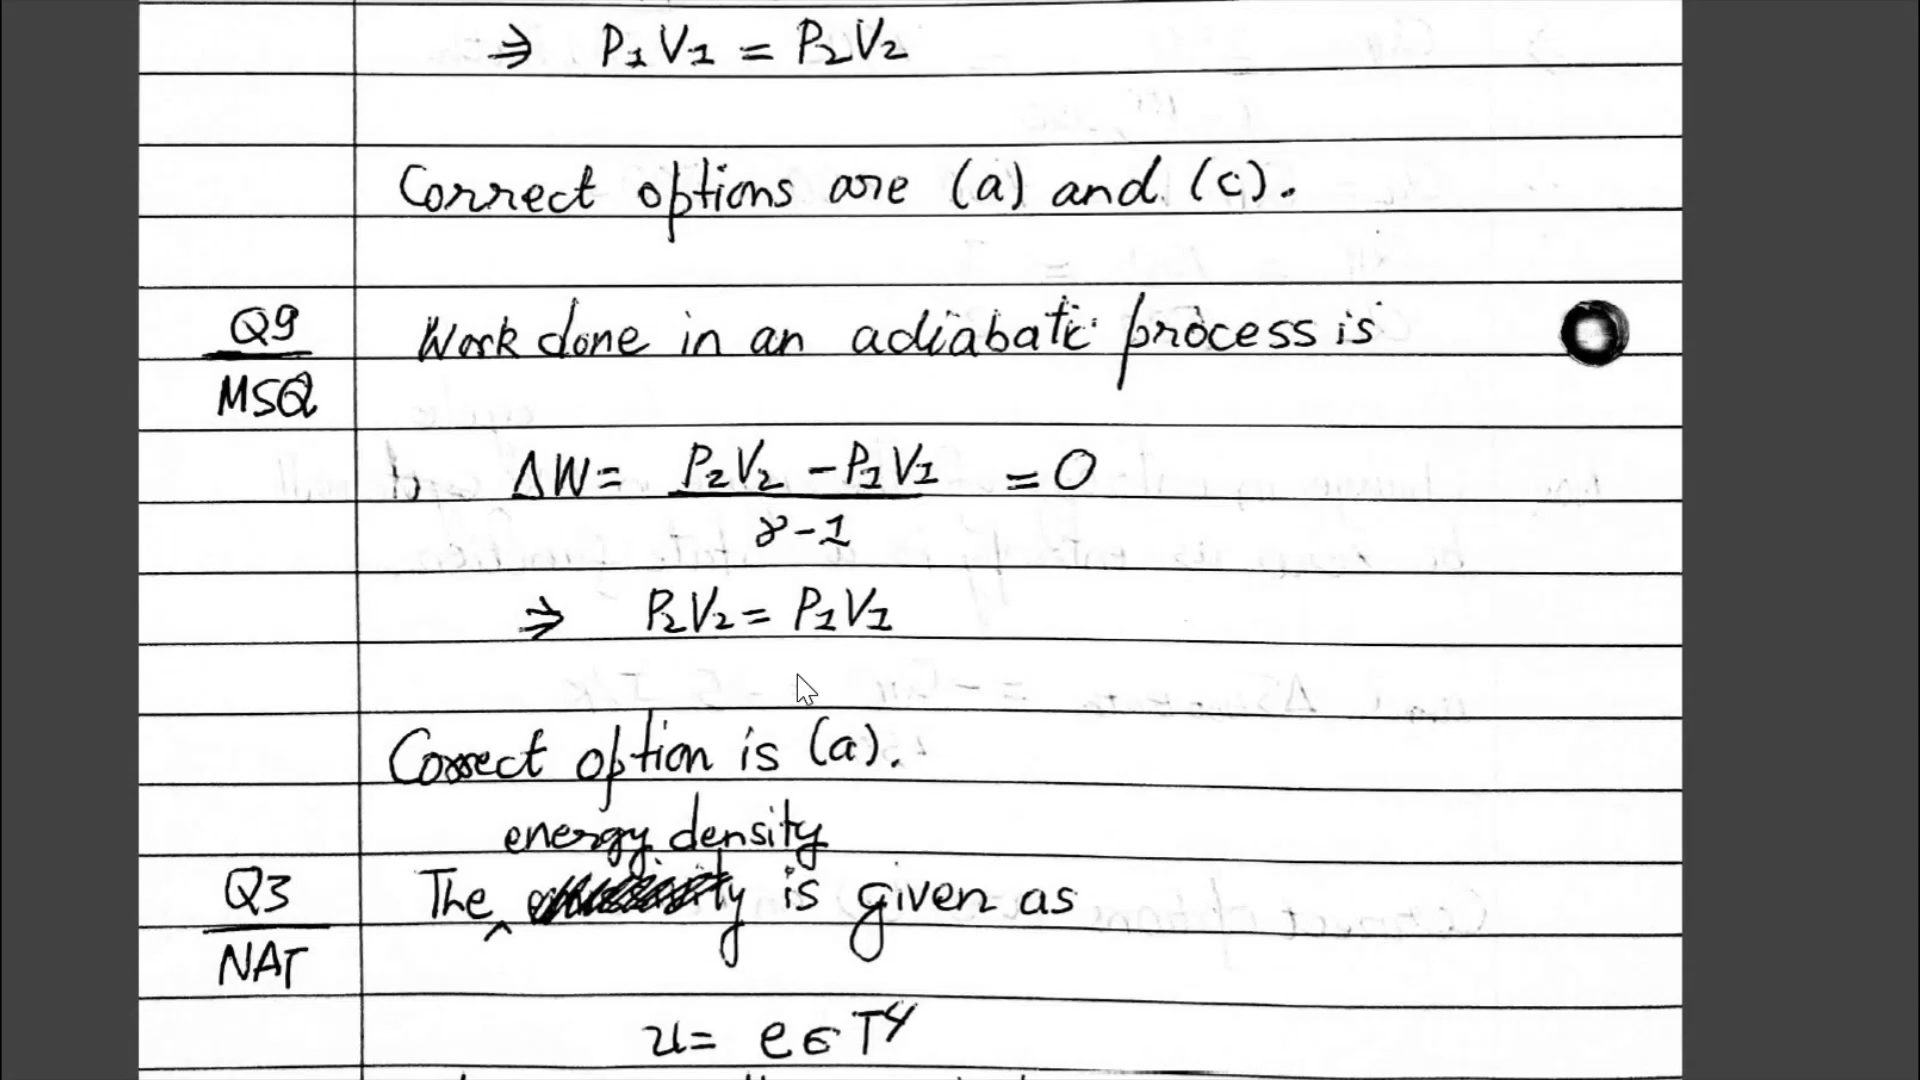 ⇒ P₁V₁ = P₂V₂
Correct options are (a) and (c).
Q9 Work done in an adiabatic process is
MSQ
ΔW = (P₂V₂ - P₁V₁)/(γ-1) = 0
⇒ P₂V₂ = P₁V₁
Correct option is (a).
energy density
Q3 The ^ is given as
NAT
u = eσT⁴